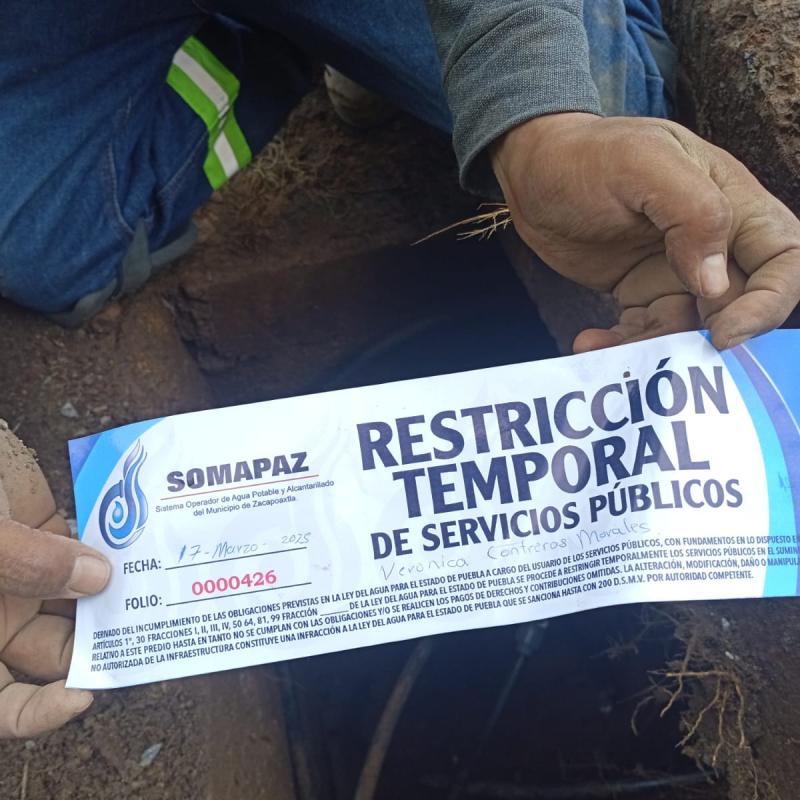 SOMAPAZ
Sistema Operador de Agua Potable y Alcantarillado
del Municipio de Zacapoaxtla.
FECHA: 17-Marzo-2025
FOLIO: 0000426
RESTRICCIÓN
TEMPORAL
DE SERVICIOS PÚBLICOS
Verónica Contreras Morales
DERIVADO DEL INCUMPLIMIENTO DE LAS OBLIGACIONES PREVISTAS EN LA LEY DEL AGUA PARA EL ESTADO DE PUEBLA A CARGO DEL USUARIO DE LOS SERVICIOS PÚBLICOS, CON FUNDAMENTOS EN LO DISPUESTO EN
ARTÍCULOS 1°, 30 FRACCIONES I, II, III, IV, 50 64, 81, 99 FRACCIÓN ______ DE LA LEY DEL AGUA PARA EL ESTADO DE PUEBLA SE PROCEDE A RESTRINGIR TEMPORALMENTE LOS SERVICIOS PÚBLICOS EN EL
RELATIVO A ESTE PREDIO HASTA EN TANTO NO SE CUMPLAN CON LAS OBLIGACIONES Y/O SE REALICEN LOS PAGOS DE DERECHOS Y CONTRIBUCIONES OMITIDAS. LA ALTERACIÓN, MODIFICACIÓN, DAÑO O
NO AUTORIZADA DE LA INFRAESTRUCTURA CONSTITUYE UNA INFRACCIÓN A LA LEY DEL AGUA PARA EL ESTADO DE PUEBLA QUE SE SANCIONA HASTA CON 200 D.S.M.V. POR AUTORIDAD COMPETENTE.